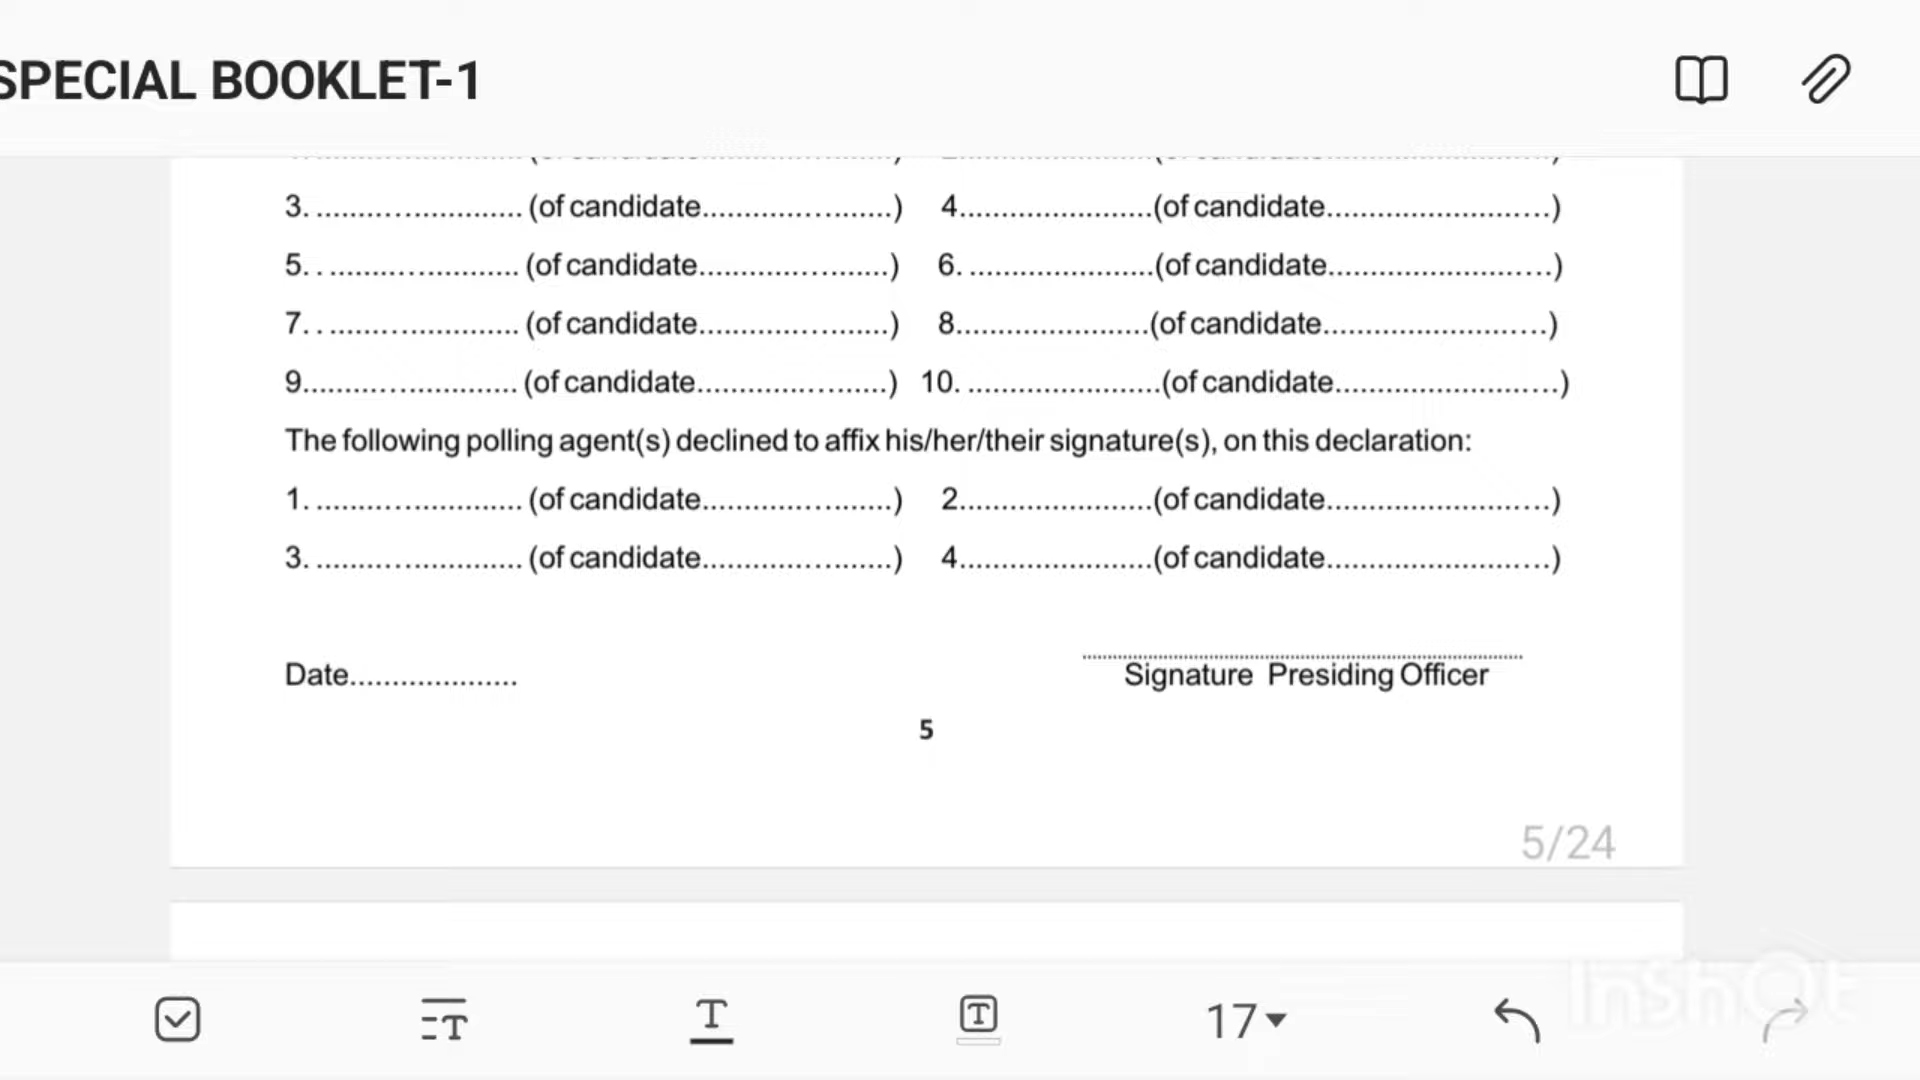 SPECIAL BOOKLET-1
3. ........................ (of candidate......................) 4.......................(of candidate..........................)
5. . ...................... (of candidate......................) 6. ......................(of candidate..........................)
7. . ...................... (of candidate......................) 8.......................(of candidate..........................)
9......................... (of candidate......................) 10. .......................(of candidate..........................)
The following polling agent(s) declined to affix his/her/their signature(s), on this declaration:
1. ........................ (of candidate......................) 2.......................(of candidate..........................)
3. ........................ (of candidate......................) 4.......................(of candidate..........................)
Date....................
Signature Presiding Officer
5
5/24
17
InShOt